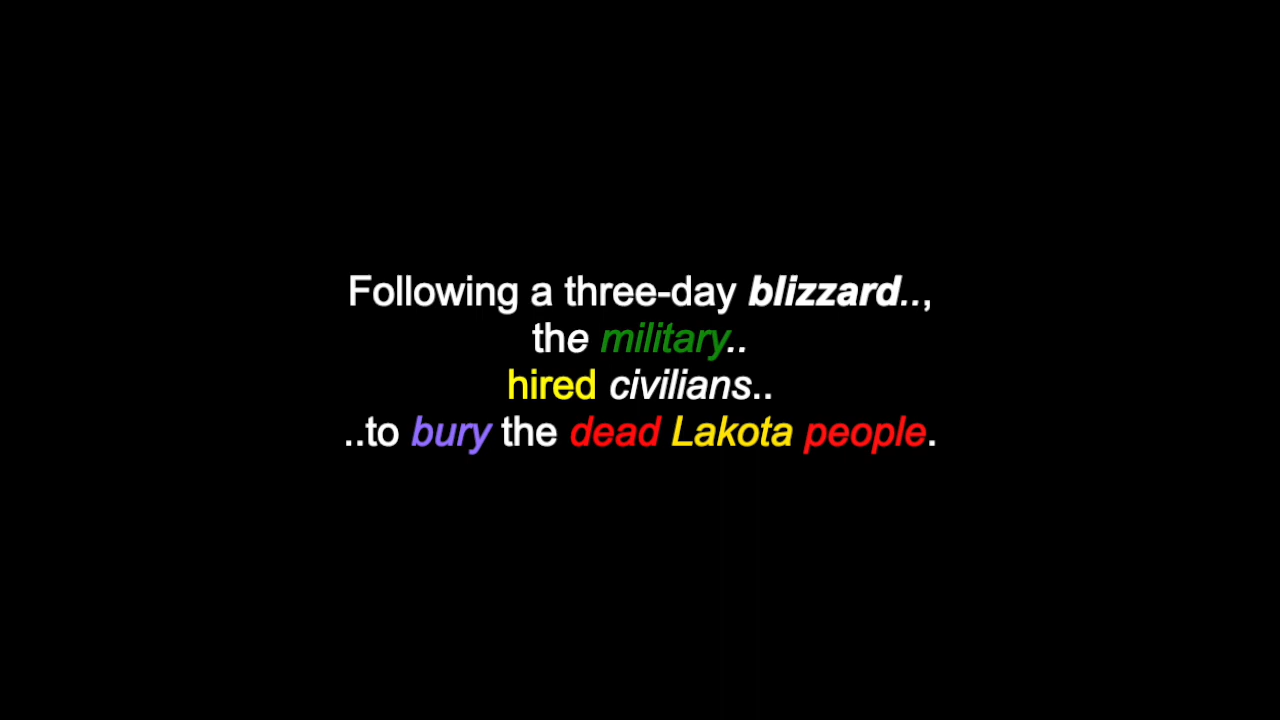 Following a three-day blizzard..,
the military..
hired civilians..
..to bury the dead Lakota people.